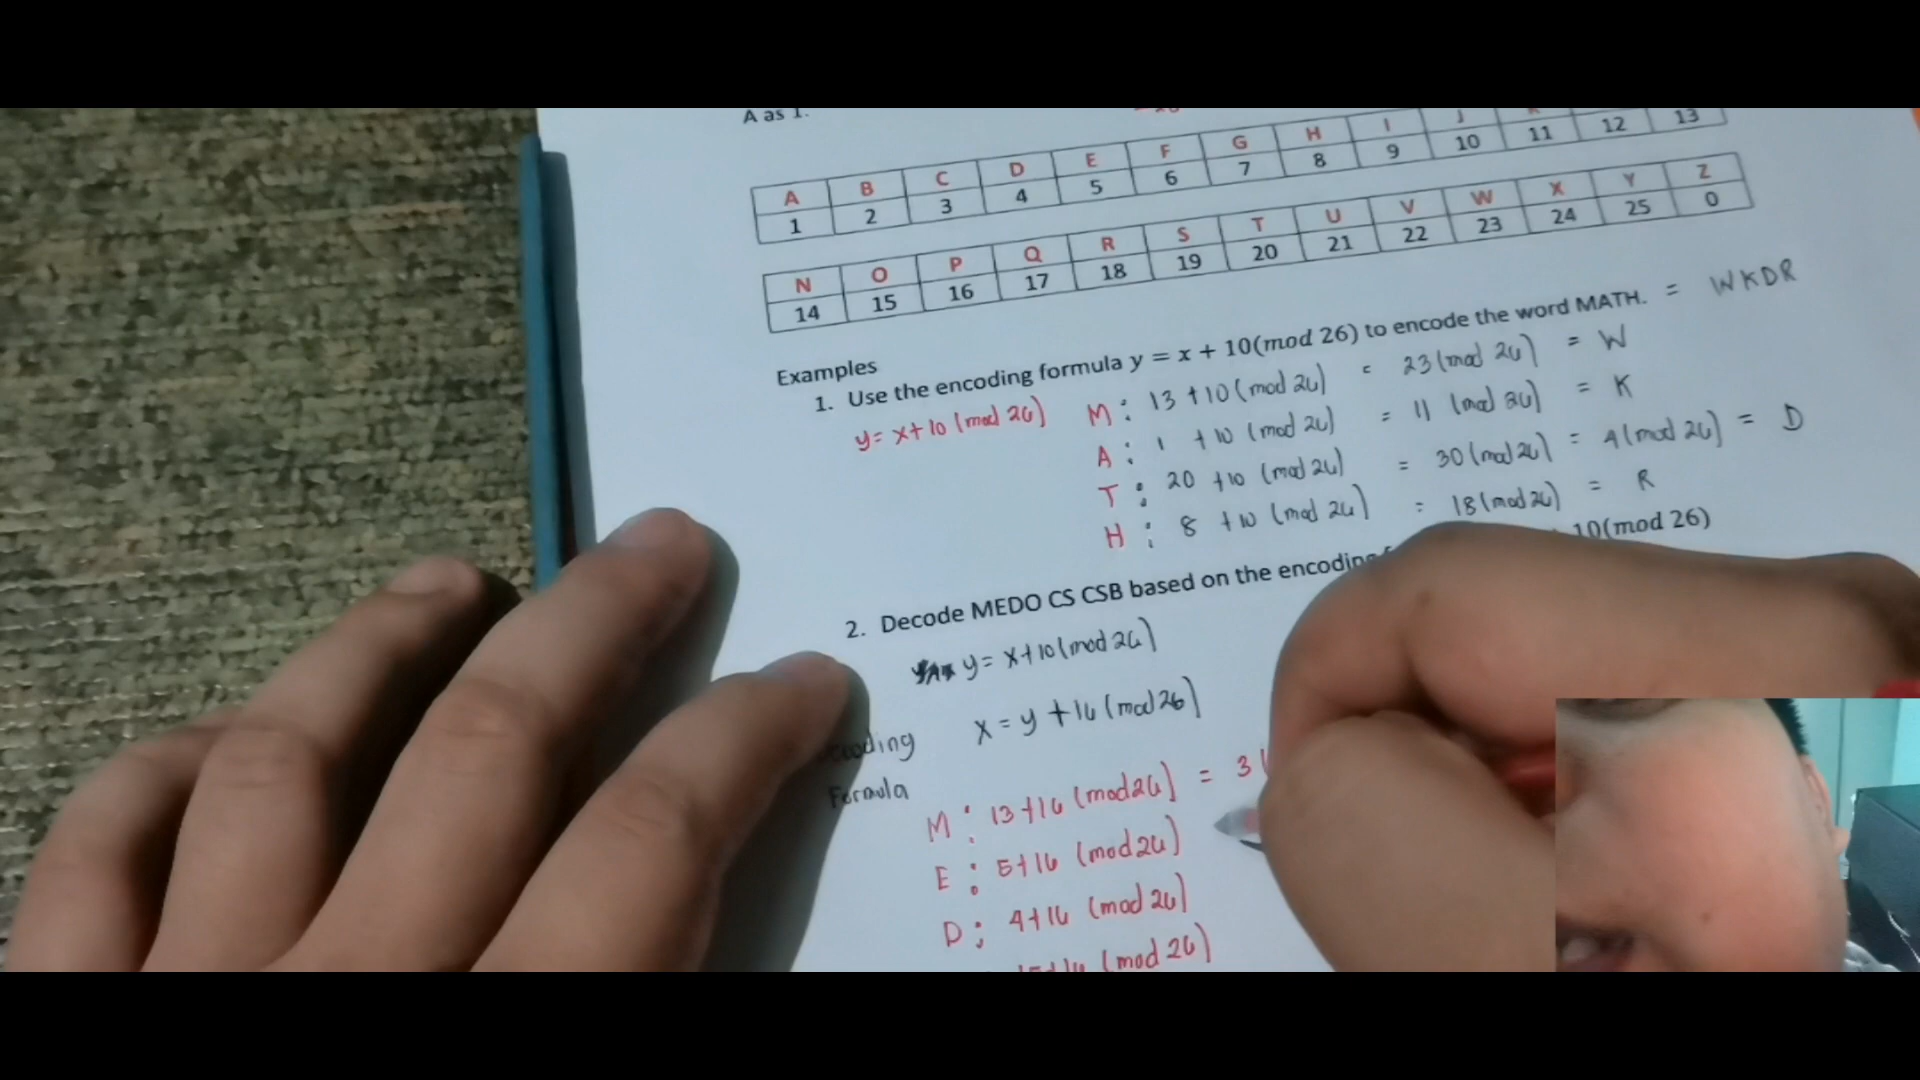 A as 1.
A B C D E F G H I J K
1 2 3 4 5 6 7 8 9 10 11 12 13
N O P Q R S T U V W X Y Z
14 15 16 17 18 19 20 21 22 23 24 25 0
Examples
1. Use the encoding formula y = x + 10(mod 26) to encode the word MATH. = WKDR
y = x+10 (mod 26) M: 13 +10 (mod 26) = 23 (mod 26) = W
A: 1 +10 (mod 26) = 11 (mod 26) = K
T: 20 +10 (mod 26) = 30 (mod 26) = 4 (mod 26) = D
H: 8 +10 (mod 26) = 18 (mod 26) = R
2. Decode MEDO CS CSB based on the encoding 10(mod 26)
y = x+10 (mod 26)
x = y +16 (mod 26)
Formula
M: 13+16 (mod 26) = 3
E: 5+16 (mod 26)
D: 4+16 (mod 26)
(mod 26)